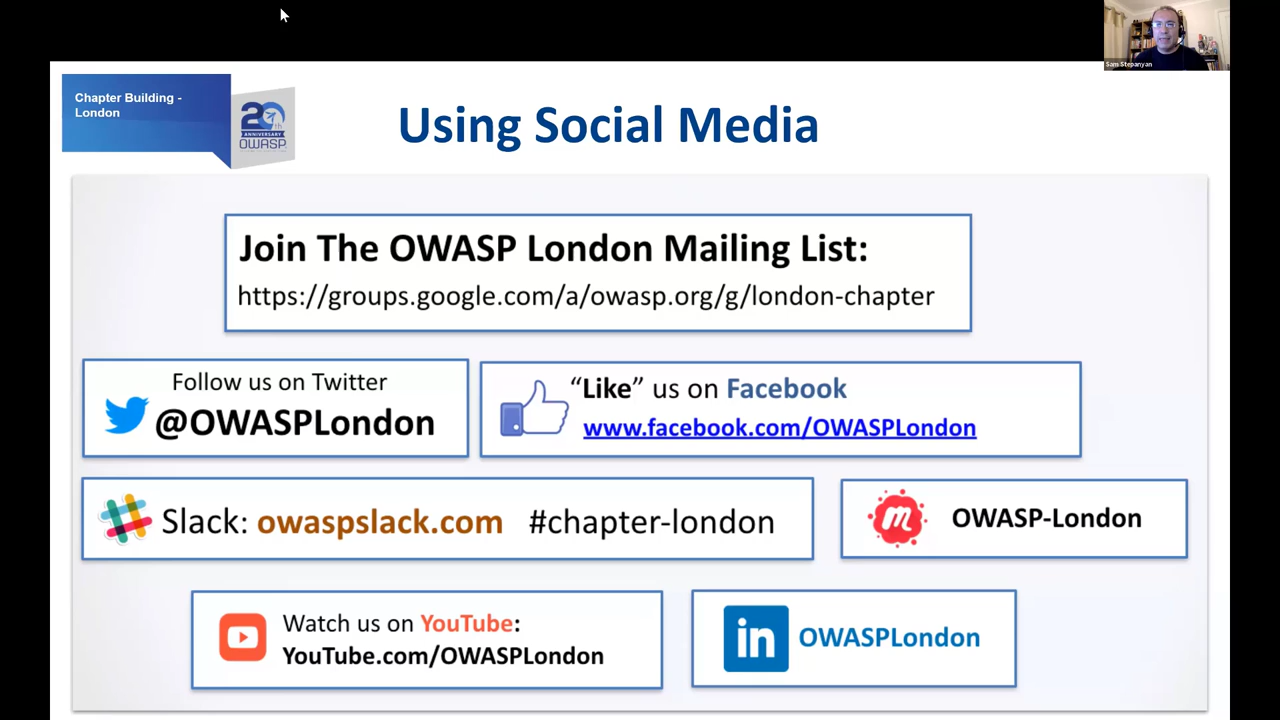 Sam Stepanyan
Chapter Building -
London
20th
ANNIVERSARY
OWASP
Using Social Media
Join The OWASP London Mailing List:
https://groups.google.com/a/owasp.org/g/london-chapter
Follow us on Twitter
@OWASPLondon
“Like” us on Facebook
www.facebook.com/OWASPLondon
Slack: owaspslack.com #chapter-london
m OWASP-London
Watch us on YouTube:
YouTube.com/OWASPLondon
in OWASPLondon